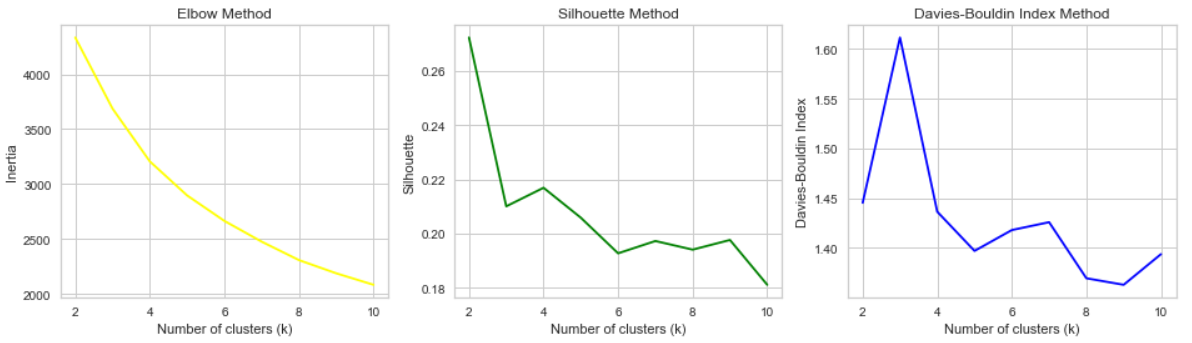 Elbow Method
Inertia
4000
3500
3000
2500
2000
2 4 6 8 10
Number of clusters (k)
Silhouette Method
Silhouette
0.26
0.24
0.22
0.20
0.18
2 4 6 8 10
Number of clusters (k)
Davies-Bouldin Index Method
Davies-Bouldin Index
1.60
1.55
1.50
1.45
1.40
2 4 6 8 10
Number of clusters (k)